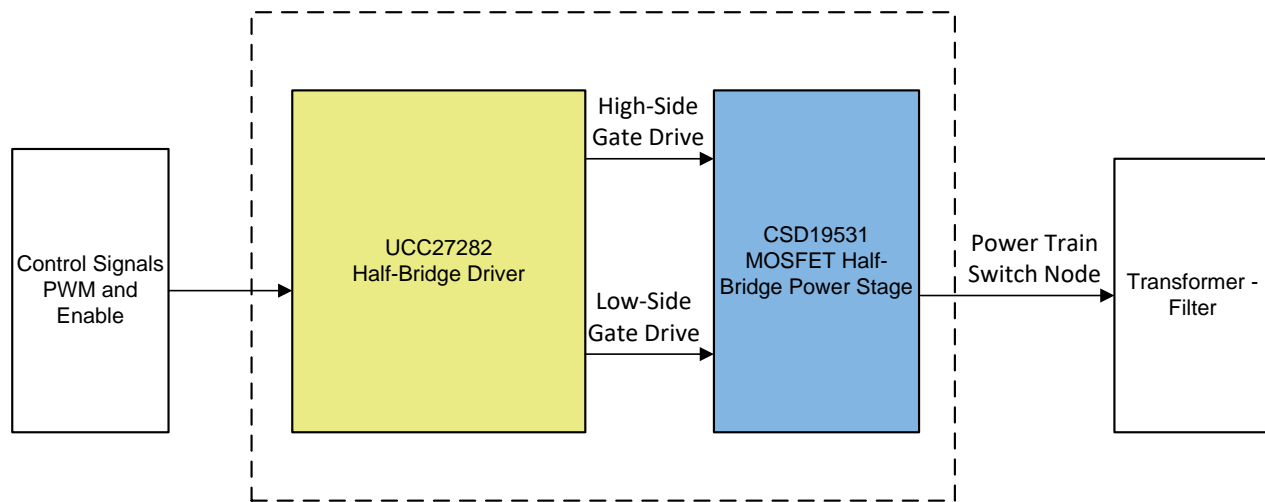 Control Signals
PWM and
Enable
UCC27282
Half-Bridge Driver
High-Side
Gate Drive
Low-Side
Gate Drive
CSD19531
MOSFET Half-
Bridge Power Stage
Power Train
Switch Node
Transformer -
Filter